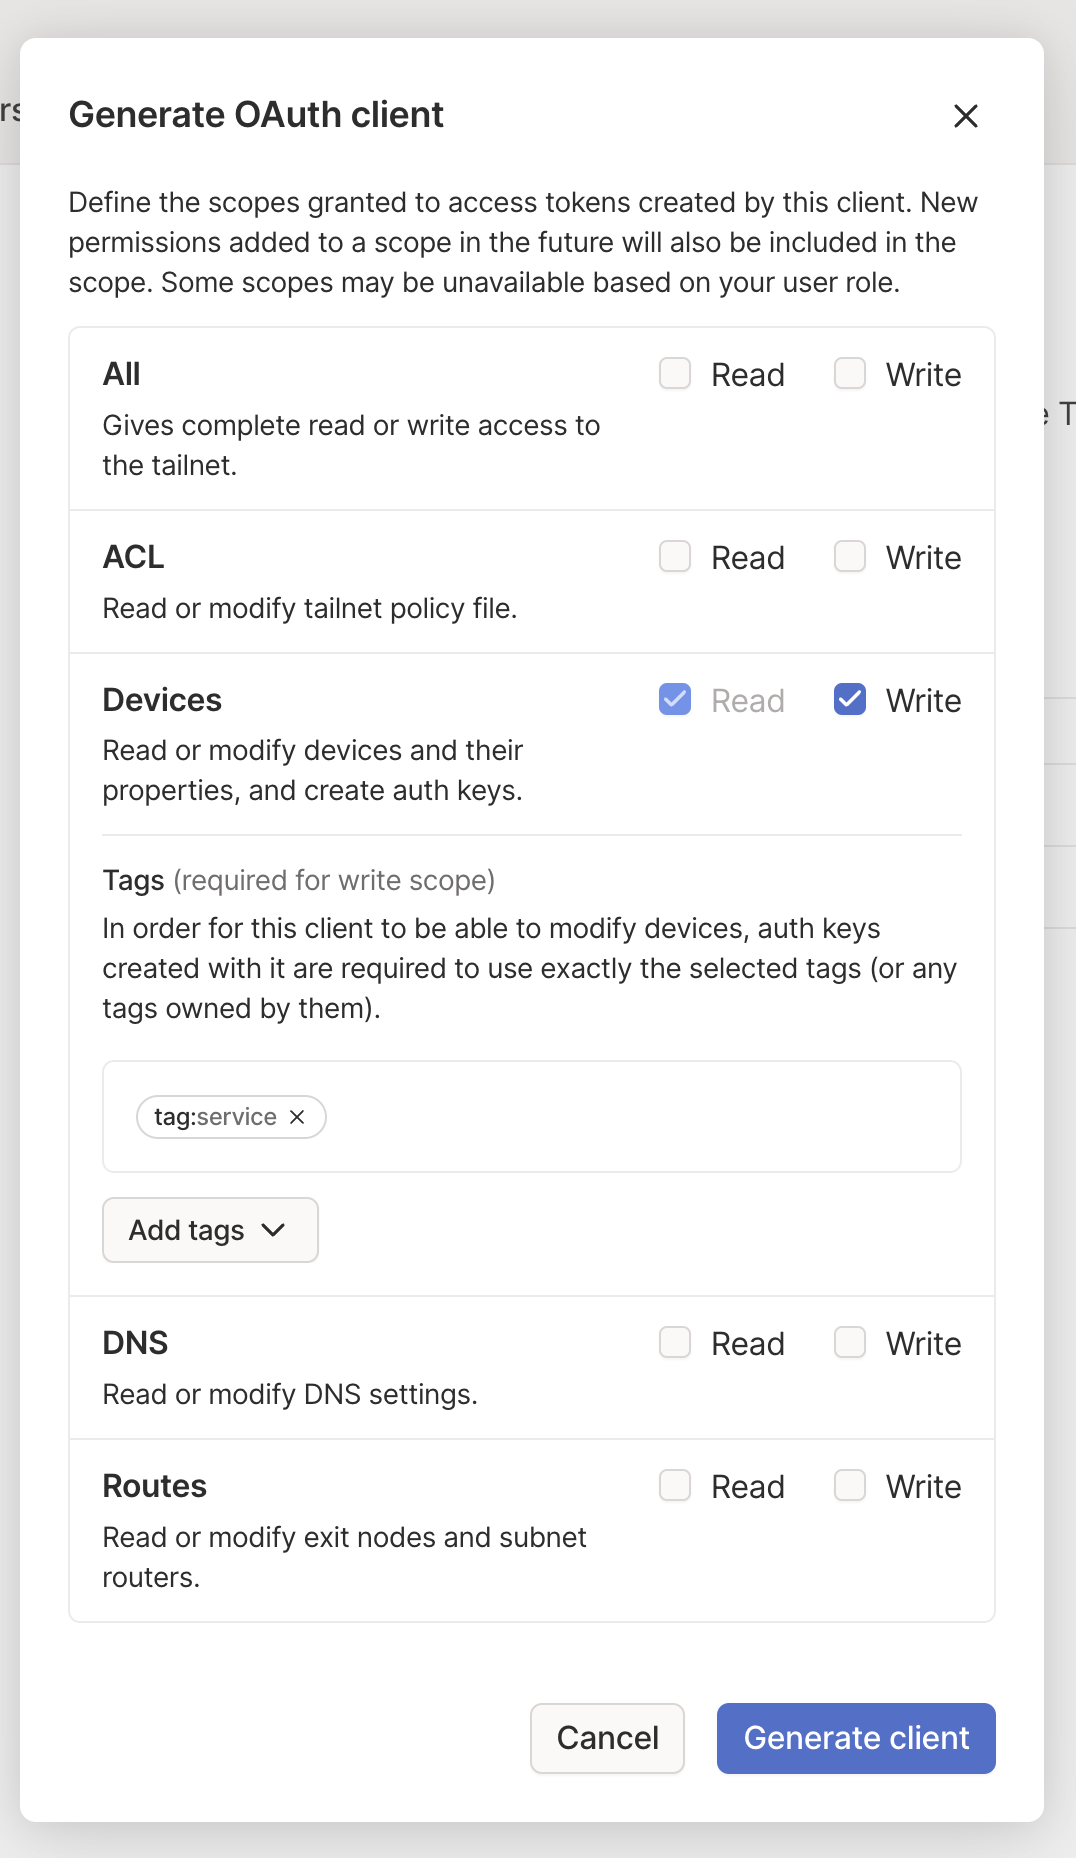 Generate OAuth client
rs
Define the scopes granted to access tokens created by this client. New
permissions added to a scope in the future will also be included in the
scope. Some scopes may be unavailable based on your user role.
All Read Write
Gives complete read or write access to
the tailnet.
e T
ACL Read Write
Read or modify tailnet policy file.
Devices Read Write
Read or modify devices and their
properties, and create auth keys.
Tags (required for write scope)
In order for this client to be able to modify devices, auth keys
created with it are required to use exactly the selected tags (or any
tags owned by them).
tag:service
Add tags
DNS Read Write
Read or modify DNS settings.
Routes Read Write
Read or modify exit nodes and subnet
routers.
Cancel Generate client